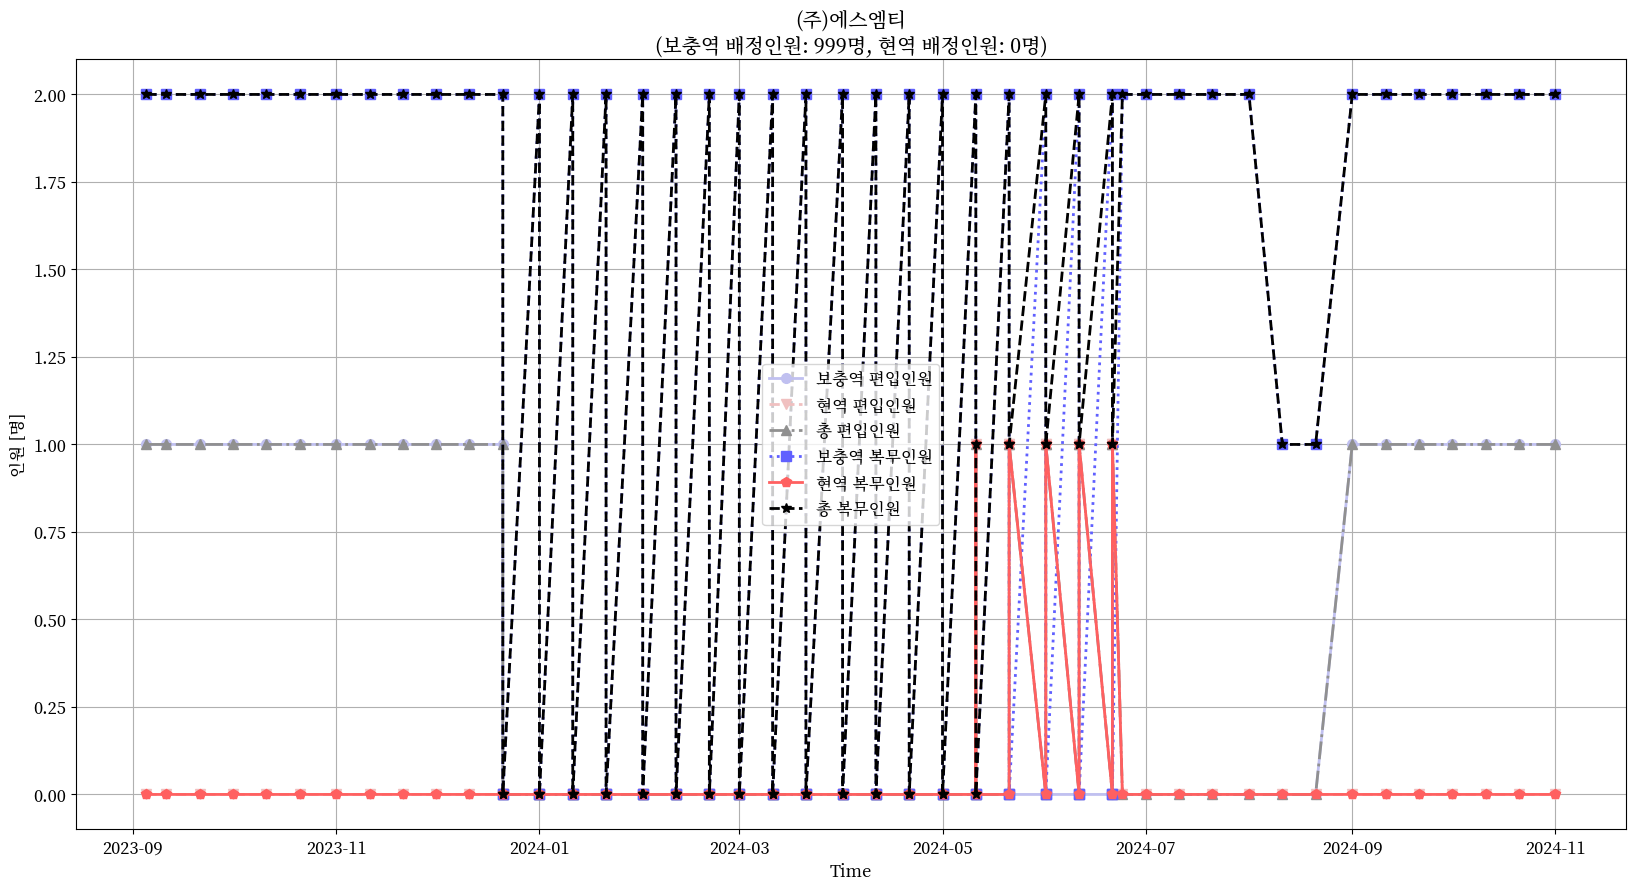 (주)에스엠티
(보충역 배정인원: 999명, 현역 배정인원: 0명)
2.00
1.75
1.50
1.25
1.00
0.75
0.50
0.25
0.00
인원 [명]
보충역 편입인원
현역 편입인원
총 편입인원
보충역 복무인원
현역 복무인원
총 복무인원
2023-09
2023-11
2024-01
2024-03
2024-05
2024-07
2024-09
2024-11
Time